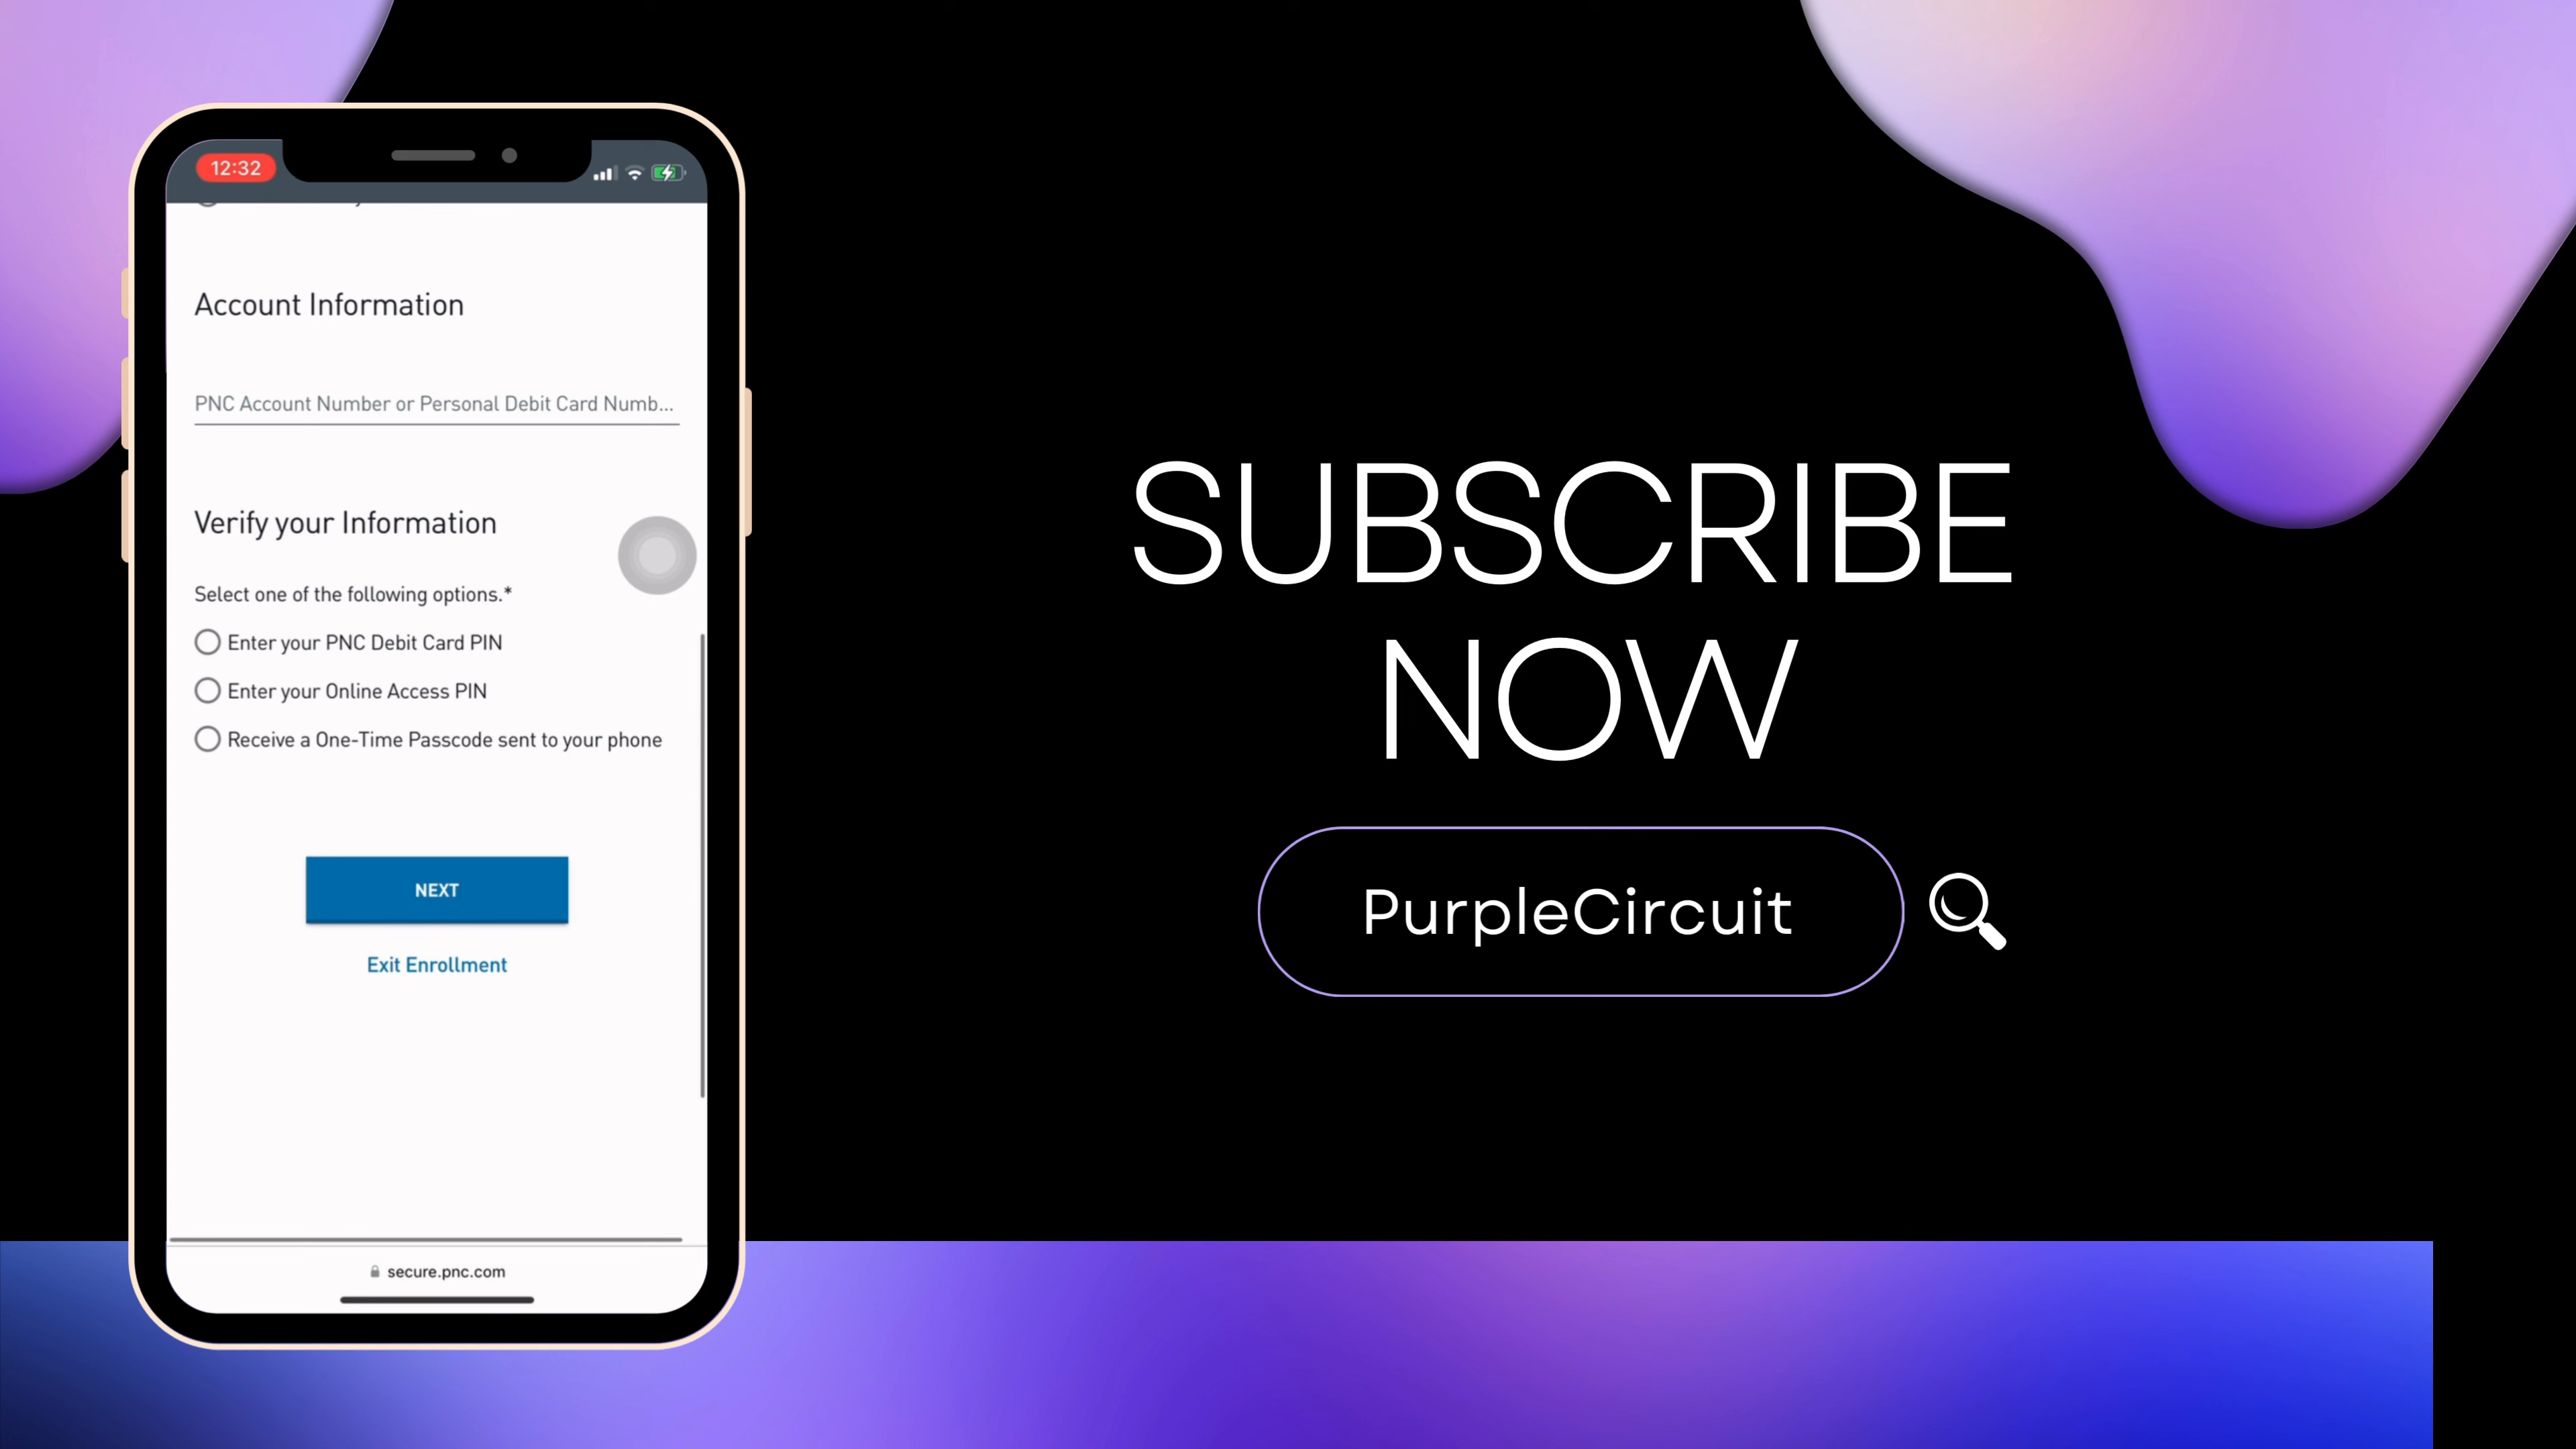 12:32
Account Information
PNC Account Number or Personal Debit Card Numb...
Verify your Information
Select one of the following options.*
Enter your PNC Debit Card PIN
Enter your Online Access PIN
Receive a One-Time Passcode sent to your phone
NEXT
Exit Enrollment
secure.pnc.com
SUBSCRIBE
NOW
PurpleCircuit